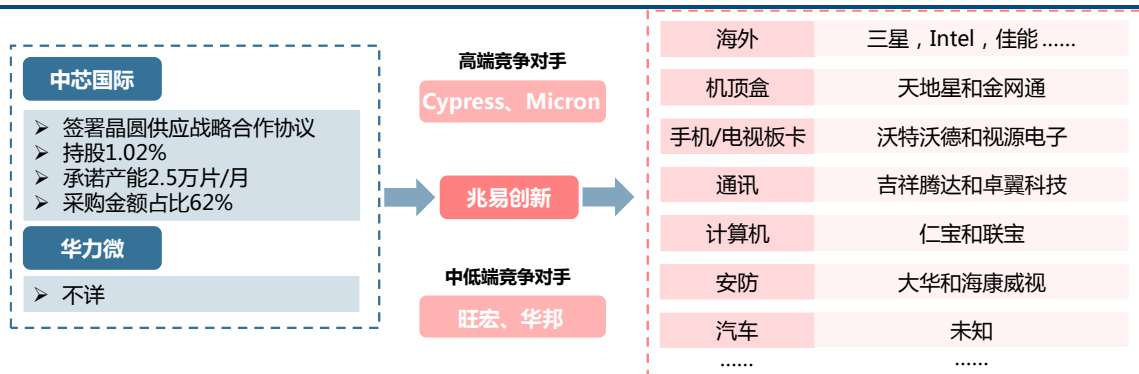 中芯国际
➢ 签署晶圆供应战略合作协议
➢ 持股1.02%
➢ 承诺产能2.5万片/月
➢ 采购金额占比62%
华力微
➢ 不详
高端竞争对手
Cypress、Micron
兆易创新
中低端竞争对手
旺宏、华邦
海外 三星，Intel，佳能……
机顶盒 天地星和金网通
手机/电视板卡 沃特沃德和视源电子
通讯 吉祥腾达和卓翼科技
计算机 仁宝和联宝
安防 大华和海康威视
汽车 未知
…… ……